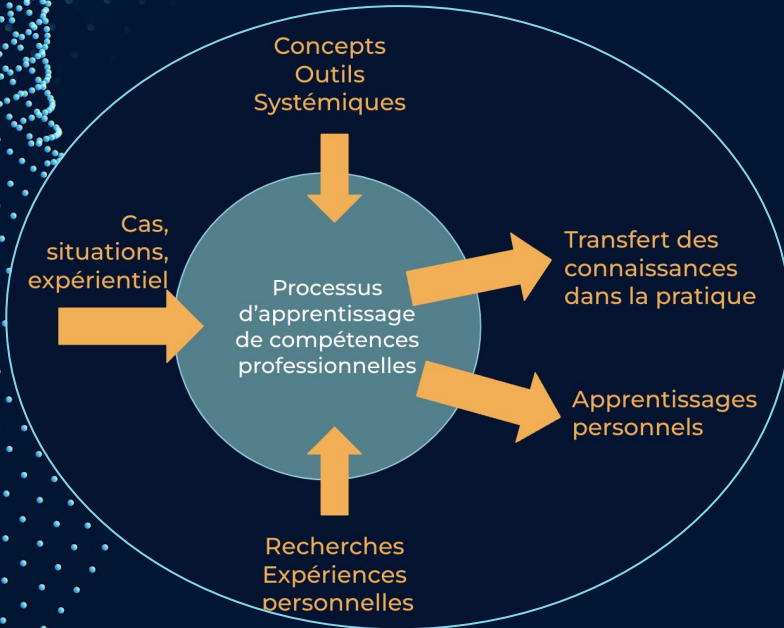 Concepts
Outils
Systémiques
Cas,
situations,
expérientiel
Processus
d'apprentissage
de compétences
professionnelles
Transfert des
connaissances
dans la pratique
Apprentissages
personnels
Recherches
Expériences
personnelles